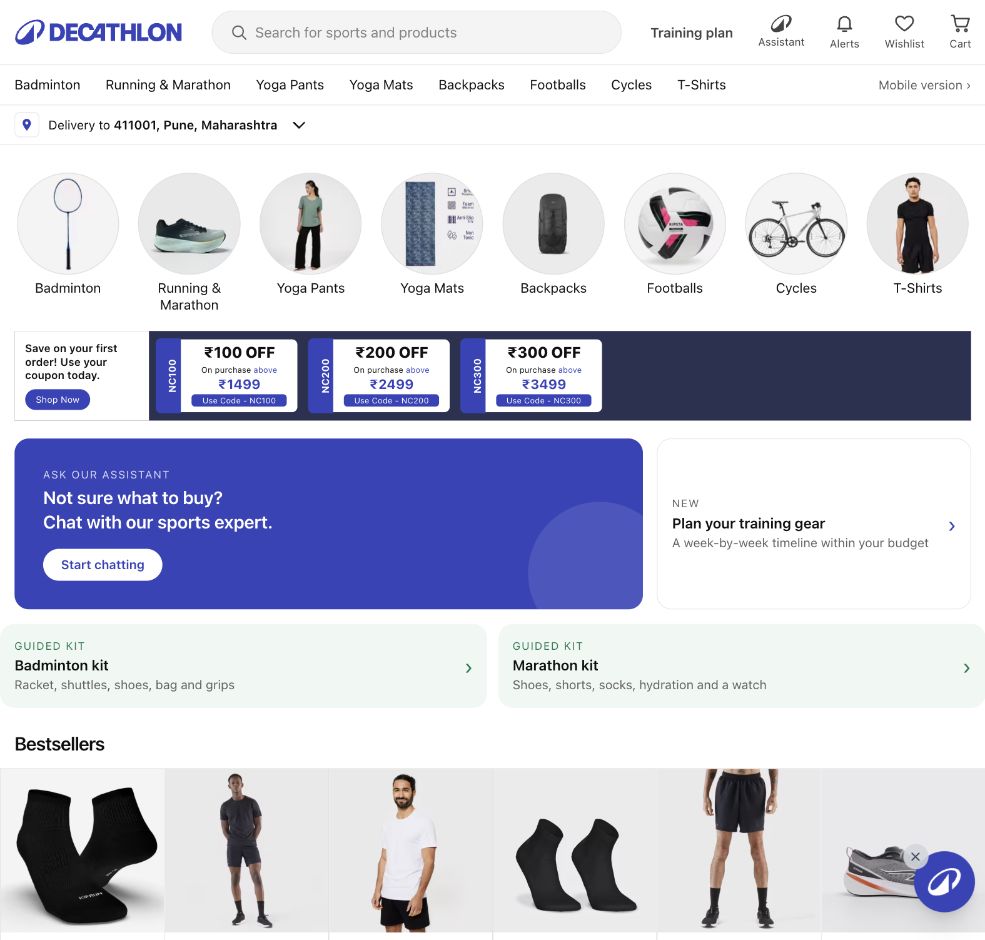 DECATHLON
Search for sports and products
Training plan
Assistant
Alerts
Wishlist
Cart
Badminton
Running & Marathon
Yoga Pants
Yoga Mats
Backpacks
Footballs
Cycles
T-Shirts
Mobile version ›
Delivery to 411001, Pune, Maharashtra
Badminton
Running &
Marathon
Yoga Pants
Yoga Mats
Backpacks
Footballs
Cycles
T-Shirts
Save on your first
order! Use your
coupon today.
Shop Now
NC100
₹100 OFF
On purchase above
₹1499
Use Code - NC100
NC200
₹200 OFF
On purchase above
₹2499
Use Code - NC200
NC300
₹300 OFF
On purchase above
₹3499
Use Code - NC300
ASK OUR ASSISTANT
Not sure what to buy?
Chat with our sports expert.
Start chatting
NEW
Plan your training gear
A week-by-week timeline within your budget
GUIDED KIT
Badminton kit
Racket, shuttles, shoes, bag and grips
GUIDED KIT
Marathon kit
Shoes, shorts, socks, hydration and a watch
Bestsellers
KIPRUN